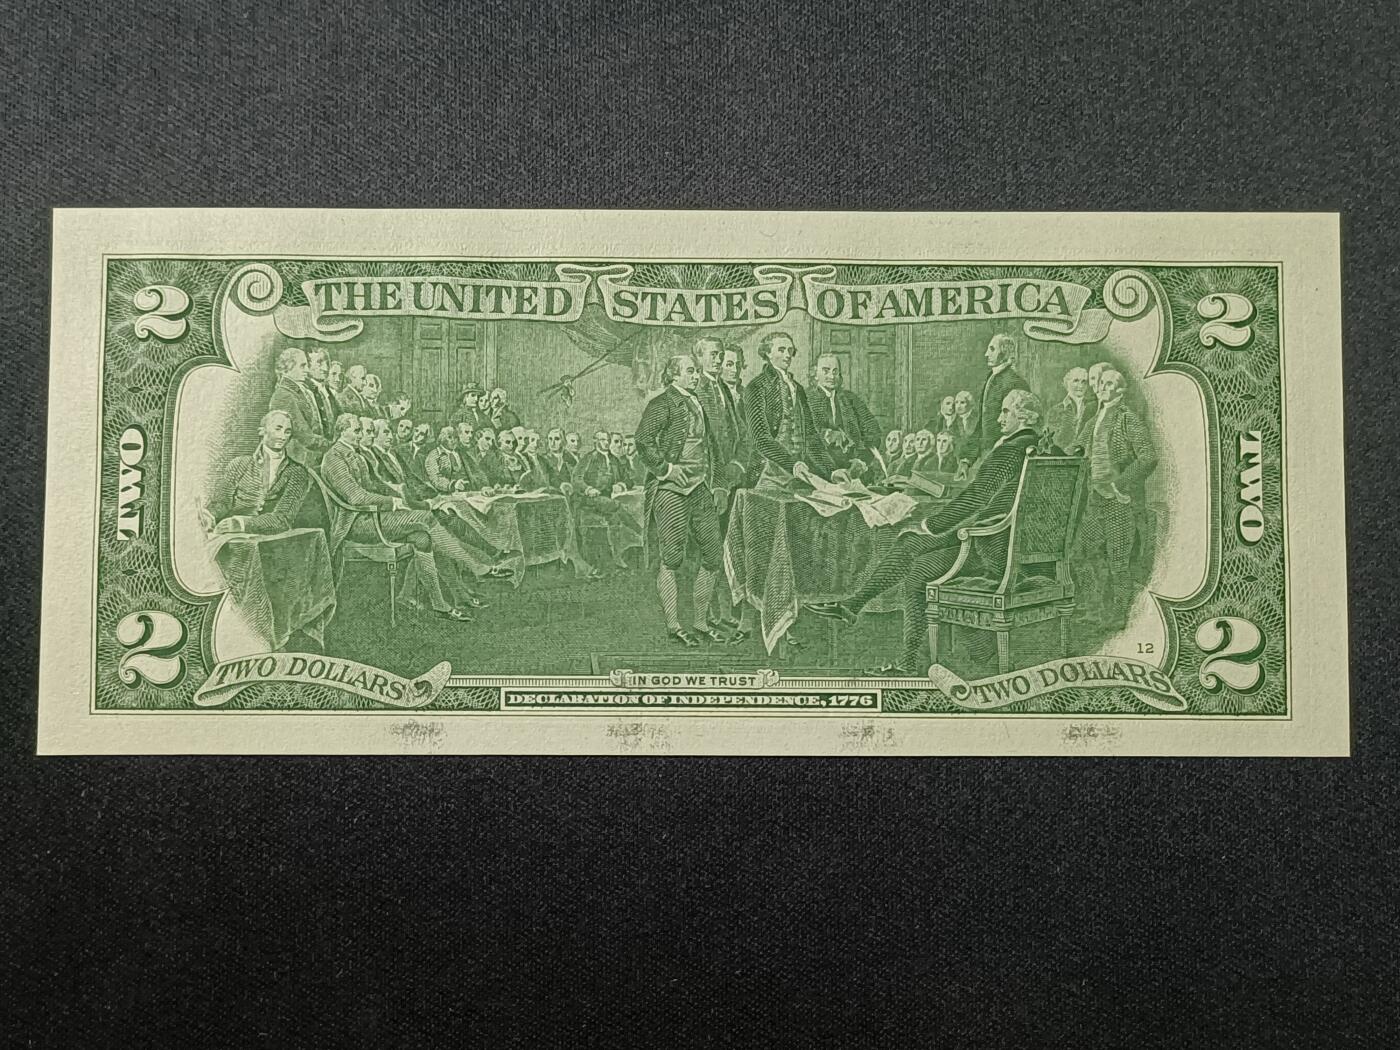 THE UNITED STATES OF AMERICA
2 2
TWO TWO
12
2 2
TWO DOLLARS IN GOD WE TRUST TWO DOLLARS
DECLARATION OF INDEPENDENCE, 1776